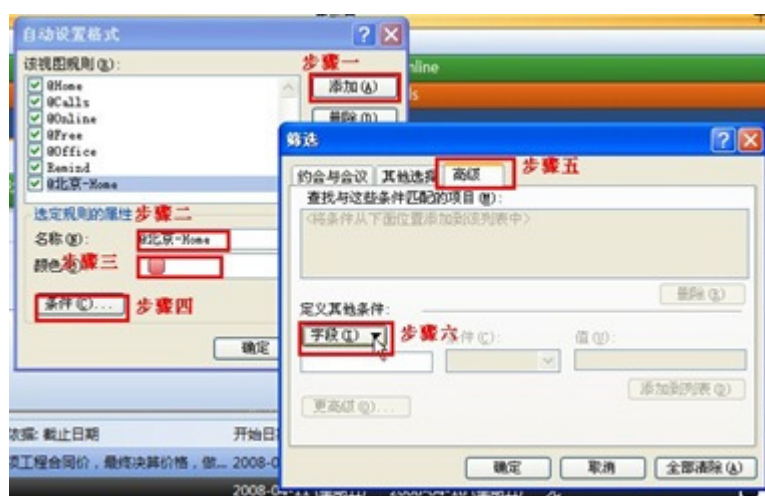 自动设置格式
该视图规则(R):
步骤一
nline
@Home
添加(A)
ls
@Calls
@Online
删除(D)
@Free
@Office
Remind
@北京-Home
筛选
约会与会议 其他选择 高级 步骤五
查找与这些条件匹配的项目(M):
<将条件从下面位置添加到该列表中>
选定规则的属性 步骤二
名称(N): @北京-Home
颜色 步骤三
条件(C)... 步骤四
删除(R)
定义其他条件:
字段(I) 步骤六 条件(C): 值(U):
确定
添加到列表(D)
更高级(Q)...
依据: 截止日期 开始日
项工程合同价，最终决算价格，做... 2008-0
确定 取消 全部清除(A)